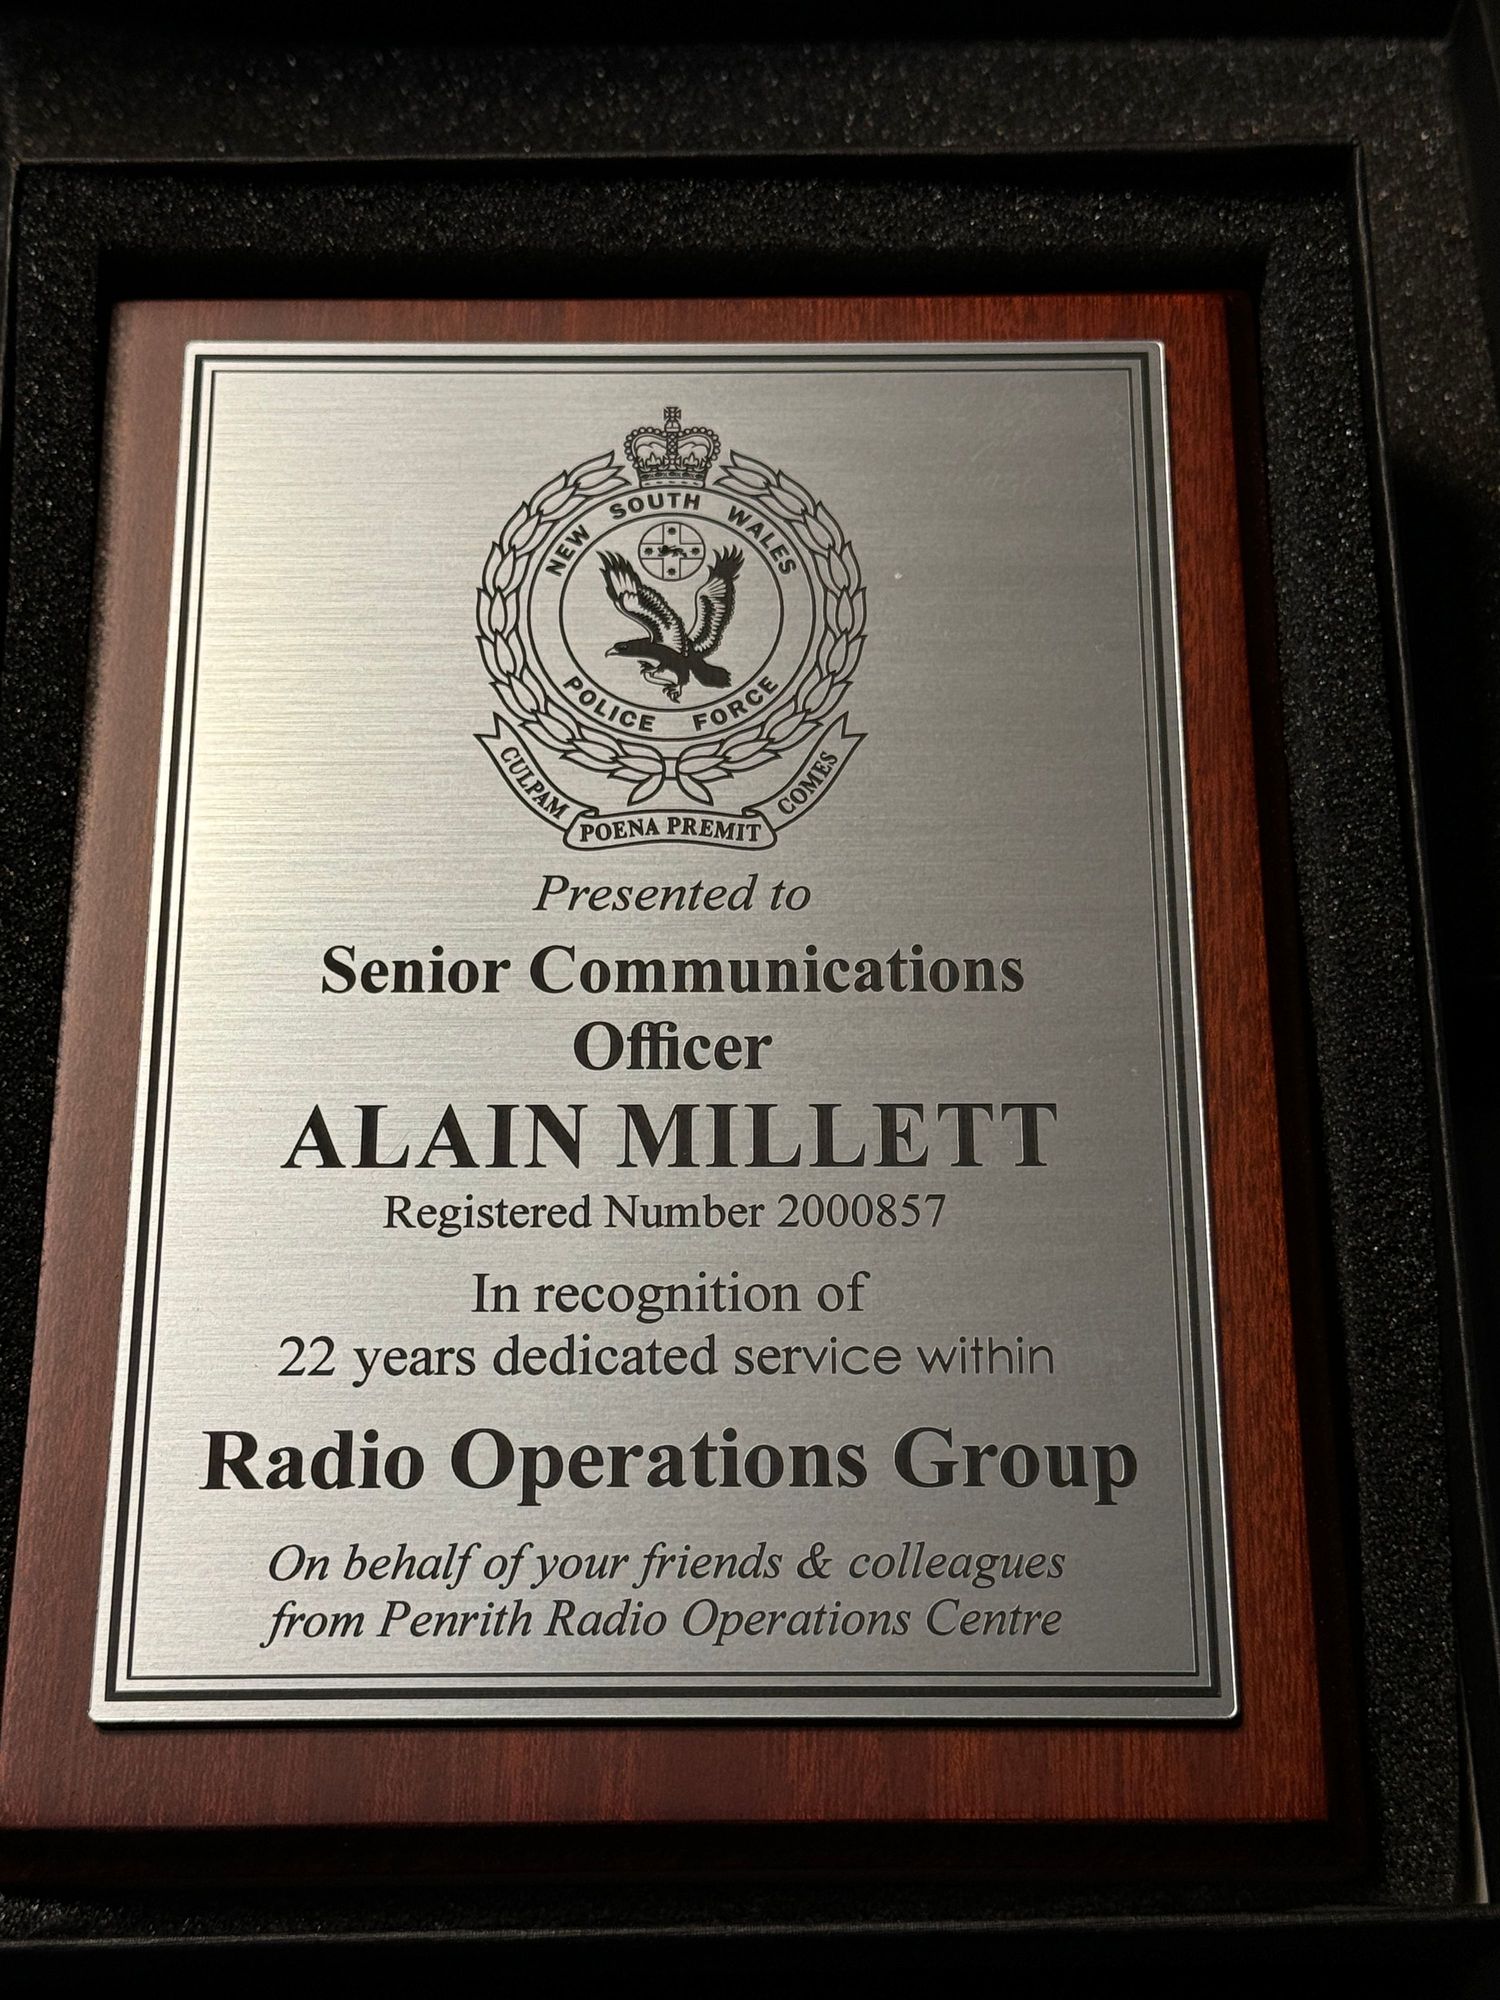 NEW SOUTH WALES
POLICE FORCE
CULPAM POENA PREMIT COMES
Presented to
Senior Communications
Officer
ALAIN MILLETT
Registered Number 2000857
In recognition of
22 years dedicated service within
Radio Operations Group
On behalf of your friends & colleagues
from Penrith Radio Operations Centre